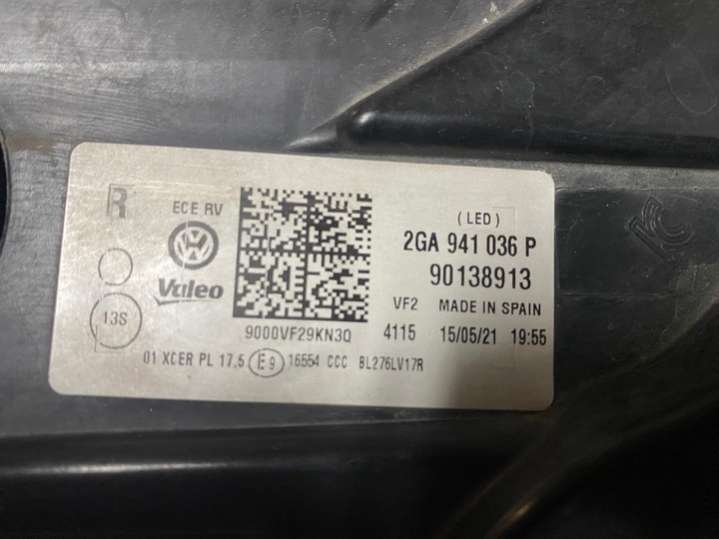 R
ECE RV
(LED)
2GA 941 036 P
90138913
Valeo
13S
9000VF29KN3Q
VF2 MADE IN SPAIN
4115 15/05/21 19:55
01 XCER PL 17.5 E9 16554 CCC 8L276LV17R